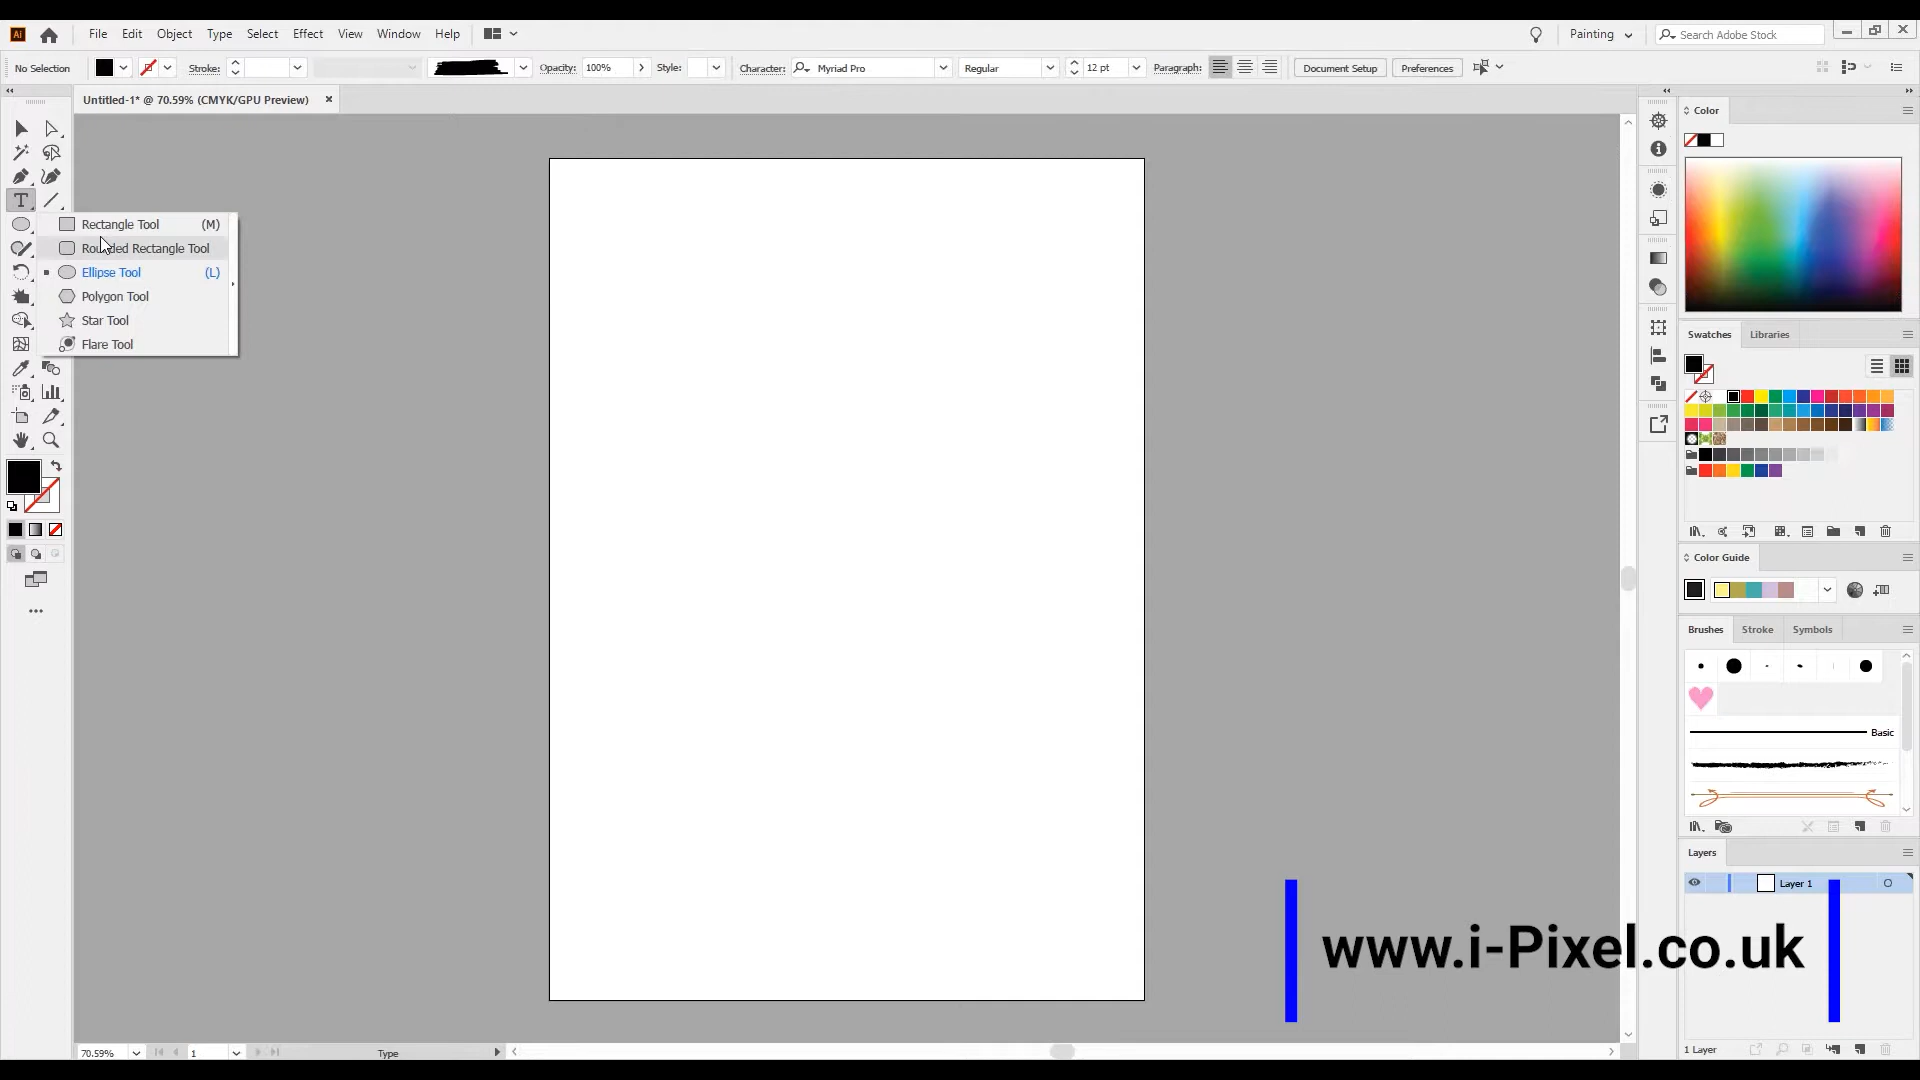 Ai File Edit Object Type Select Effect View Window Help Painting Search Adobe Stock
No Selection Stroke: Opacity: 100% Style: Character: Myriad Pro Regular 12 pt Paragraph: Document Setup Preferences
Untitled-1* @ 70.59% (CMYK/GPU Preview)
Color
T
Rectangle Tool (M)
Rounded Rectangle Tool
Ellipse Tool (L)
Polygon Tool
Star Tool
Flare Tool
Swatches Libraries
Color Guide
Brushes Stroke Symbols
Basic
Layers
Layer 1
www.i-Pixel.co.uk
70.59% 1 Type
1 Layer